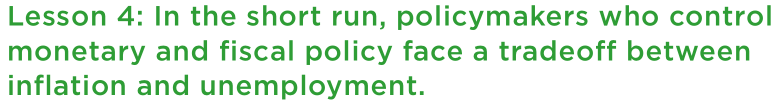 Lesson 4: In the short run, policymakers who control
monetary and fiscal policy face a tradeoff between
inflation and unemployment.